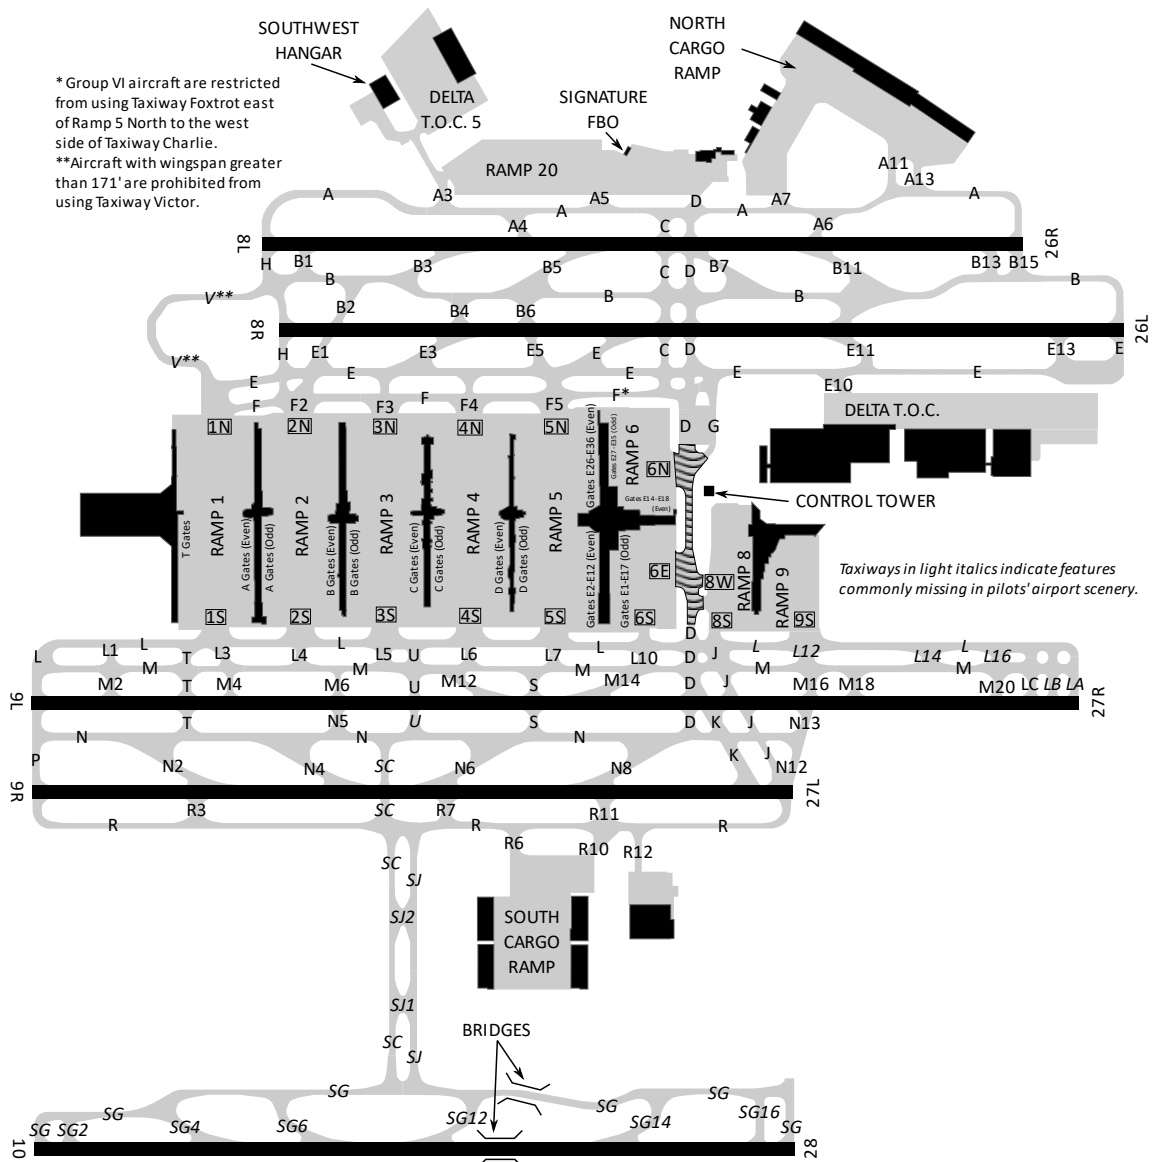 SOUTHWEST
HANGAR
NORTH
CARGO
RAMP
* Group VI aircraft are restricted
from using Taxiway Foxtrot east
of Ramp 5 North to the west
side of Taxiway Charlie.
**Aircraft with wingspan greater
than 171' are prohibited from
using Taxiway Victor.
DELTA
T.O.C. 5
SIGNATURE
FBO
RAMP 20
A11
A13
A
A3
A5
D
A7
A
A
A
A4
C
A6
8L
26R
H
B1
B3
B5
C
D
B7
B11
B13
B15
B
B
V**
B
B
B2
B4
B6
8R
26L
V**
H
E1
E3
E5
E
C
D
E11
E13
E
E
E
E
E
E
E10
F
F2
F3
F
F4
F5
F*
DELTA T.O.C.
1N
2N
3N
4N
5N
D
G
6N
RAMP 6
Gates E26-E36 (Even)
Gates E27-E35 (Odd)
Gates E14-E18
(Even)
CONTROL TOWER
T Gates
RAMP 1
A Gates (Even)
A Gates (Odd)
RAMP 2
B Gates (Even)
B Gates (Odd)
RAMP 3
C Gates (Even)
C Gates (Odd)
RAMP 4
D Gates (Even)
D Gates (Odd)
RAMP 5
Gates E2-E12 (Even)
Gates E1-E17 (Odd)
6E
8W
RAMP 8
RAMP 9
Taxiways in light italics indicate features
commonly missing in pilots' airport scenery.
1S
2S
3S
4S
5S
6S
8S
9S
D
L
L1
L
T
L3
L4
L
L5
U
L6
L7
L
L10
D
J
L
L12
L14
L
L16
M
M
M
M
M
M2
T
M4
M6
U
M12
S
M14
D
J
M16
M18
M20
LC
LB
LA
9L
27R
T
N5
U
S
D
K
J
N13
N
N
N
P
N2
N4
SC
N6
N8
K
J
N12
9R
27L
R3
SC
R7
R11
R
R
R
R6
R10
R12
SC
SJ
SJ2
SOUTH
CARGO
RAMP
SJ1
SC
SJ
BRIDGES
SG
SG
SG
SG
SG
SG2
SG4
SG6
SG12
SG14
SG16
SG
10
28